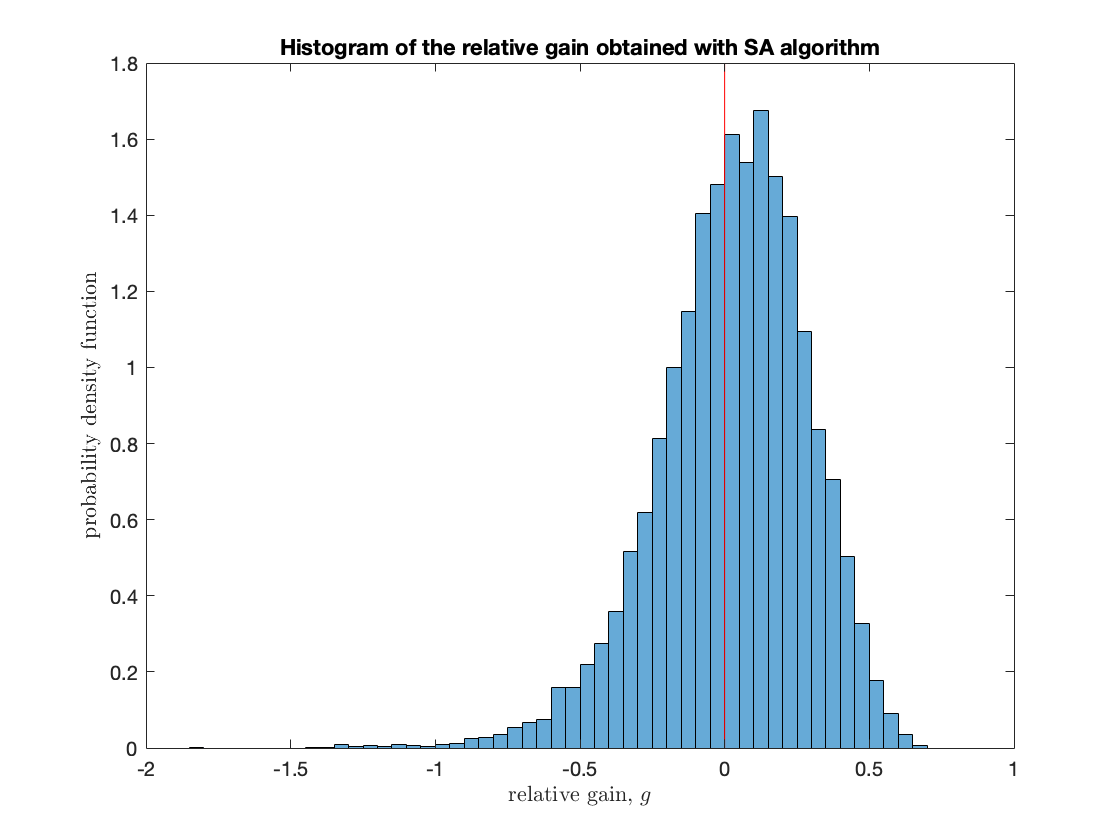 Histogram of the relative gain obtained with SA algorithm
1.8
1.6
1.4
1.2
1
0.8
0.6
0.4
0.2
0
probability density function
-2 -1.5 -1 -0.5 0 0.5 1
relative gain, g